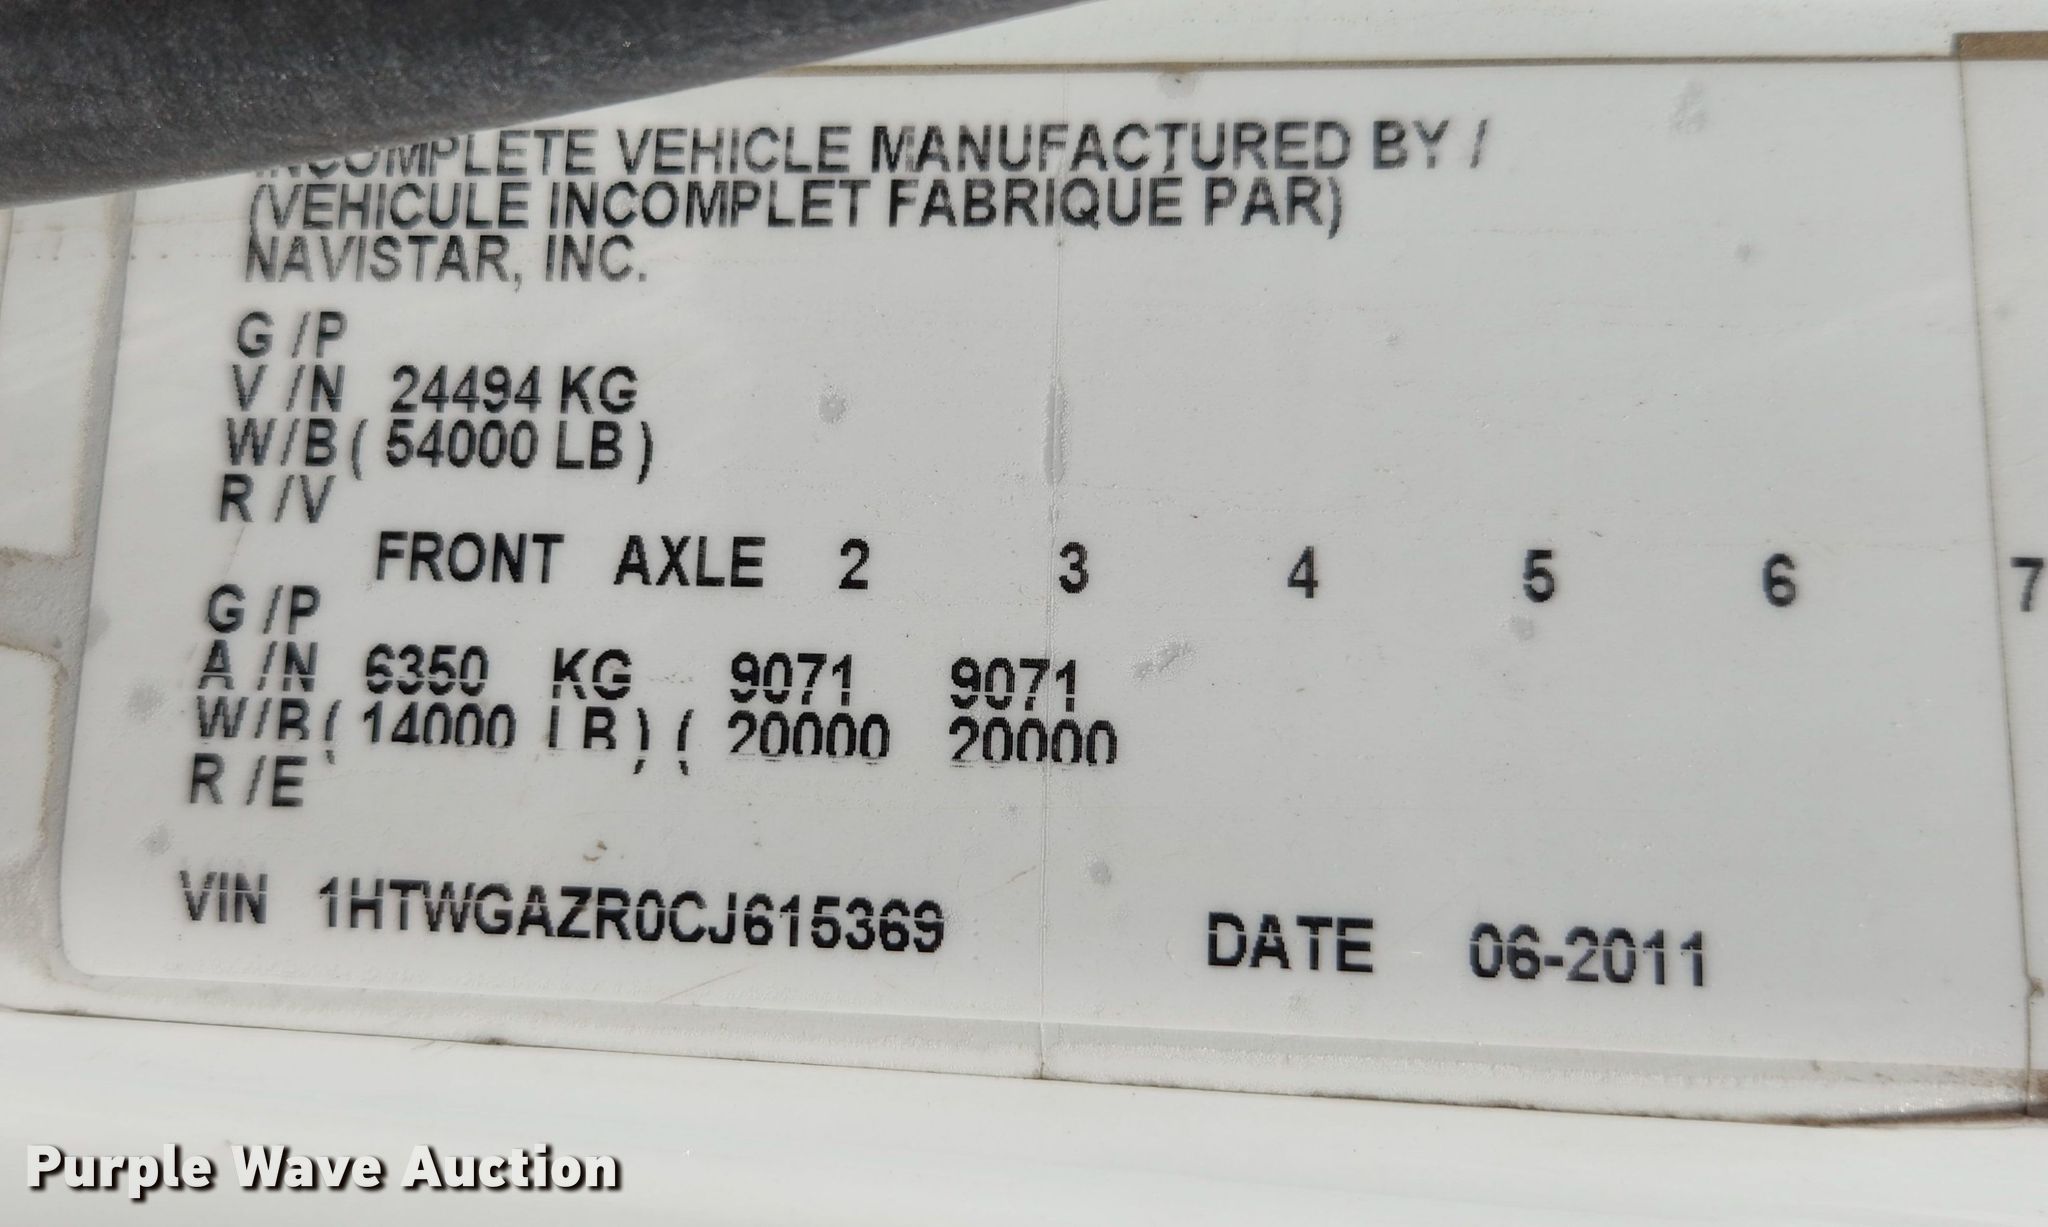 INCOMPLETE VEHICLE MANUFACTURED BY /
(VEHICULE INCOMPLET FABRIQUE PAR)
NAVISTAR, INC.
G /P
V /N 24494 KG
W/B ( 54000 LB )
R /V
FRONT AXLE 2 3 4 5 6 7
G /P
A /N 6350 KG 9071 9071
W/B ( 14000 LB ) ( 20000 20000
R /E
VIN 1HTWGAZR0CJ615369 DATE 06-2011
Purple Wave Auction